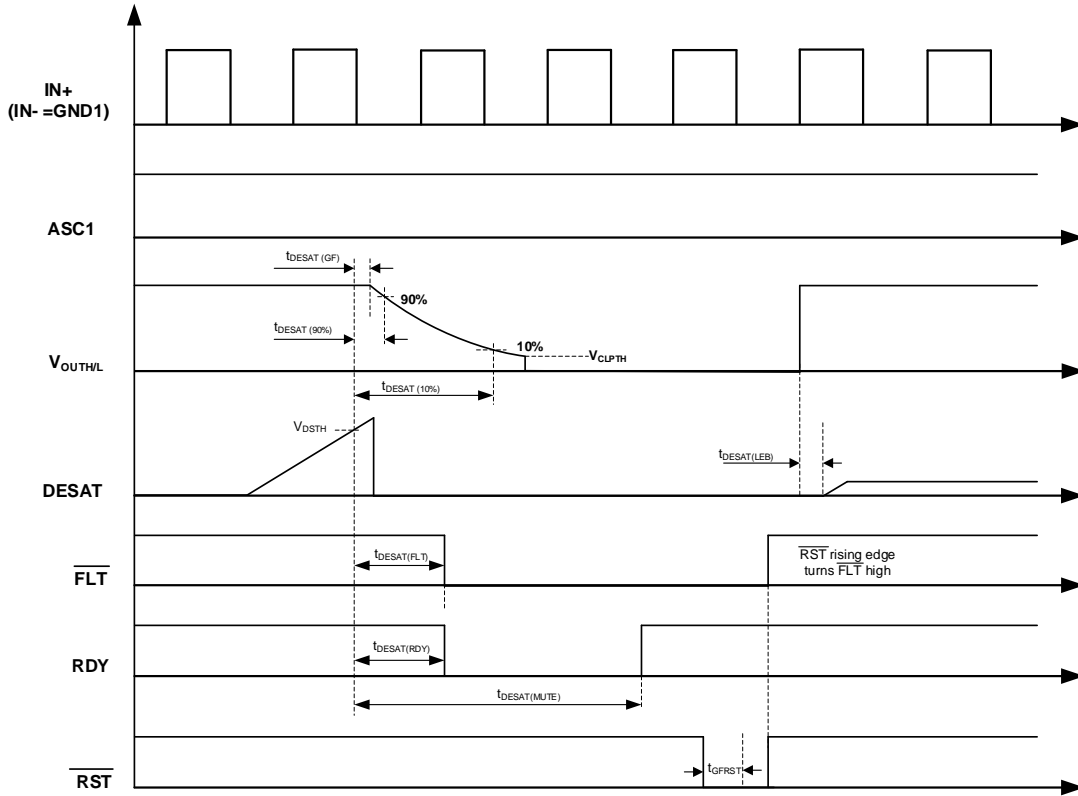 IN+
(IN- =GND1)
ASC1
tDESAT (GF)
90%
tDESAT (90%)
10%
VCLPTH
VOUTH/L
tDESAT (10%)
VDSTH
tDESAT(LEB)
DESAT
tDESAT(FLT)
RST rising edge
turns FLT high
FLT
tDESAT(RDY)
RDY
tDESAT(MUTE)
tGFRST
RST